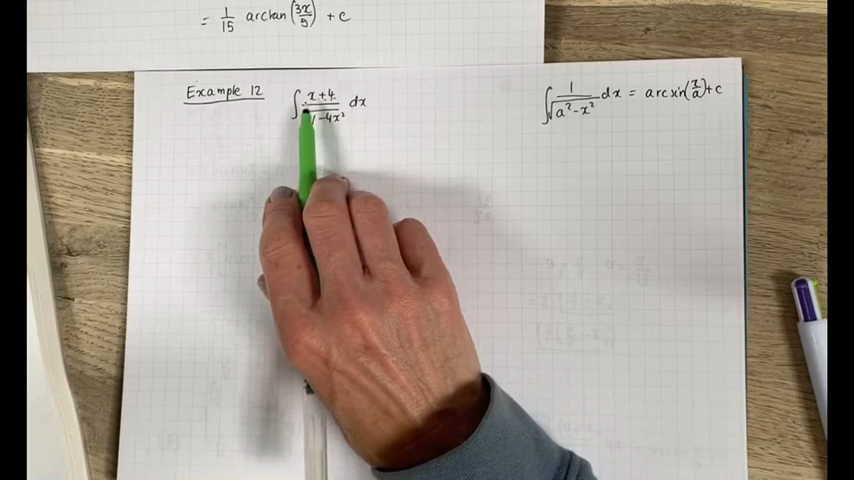 = 1/15 arctan(3x/5) + c
Example 12 ∫ x+4/√1-4x² dx
∫ 1/√a²-x² dx = arcsin(x/a)+c